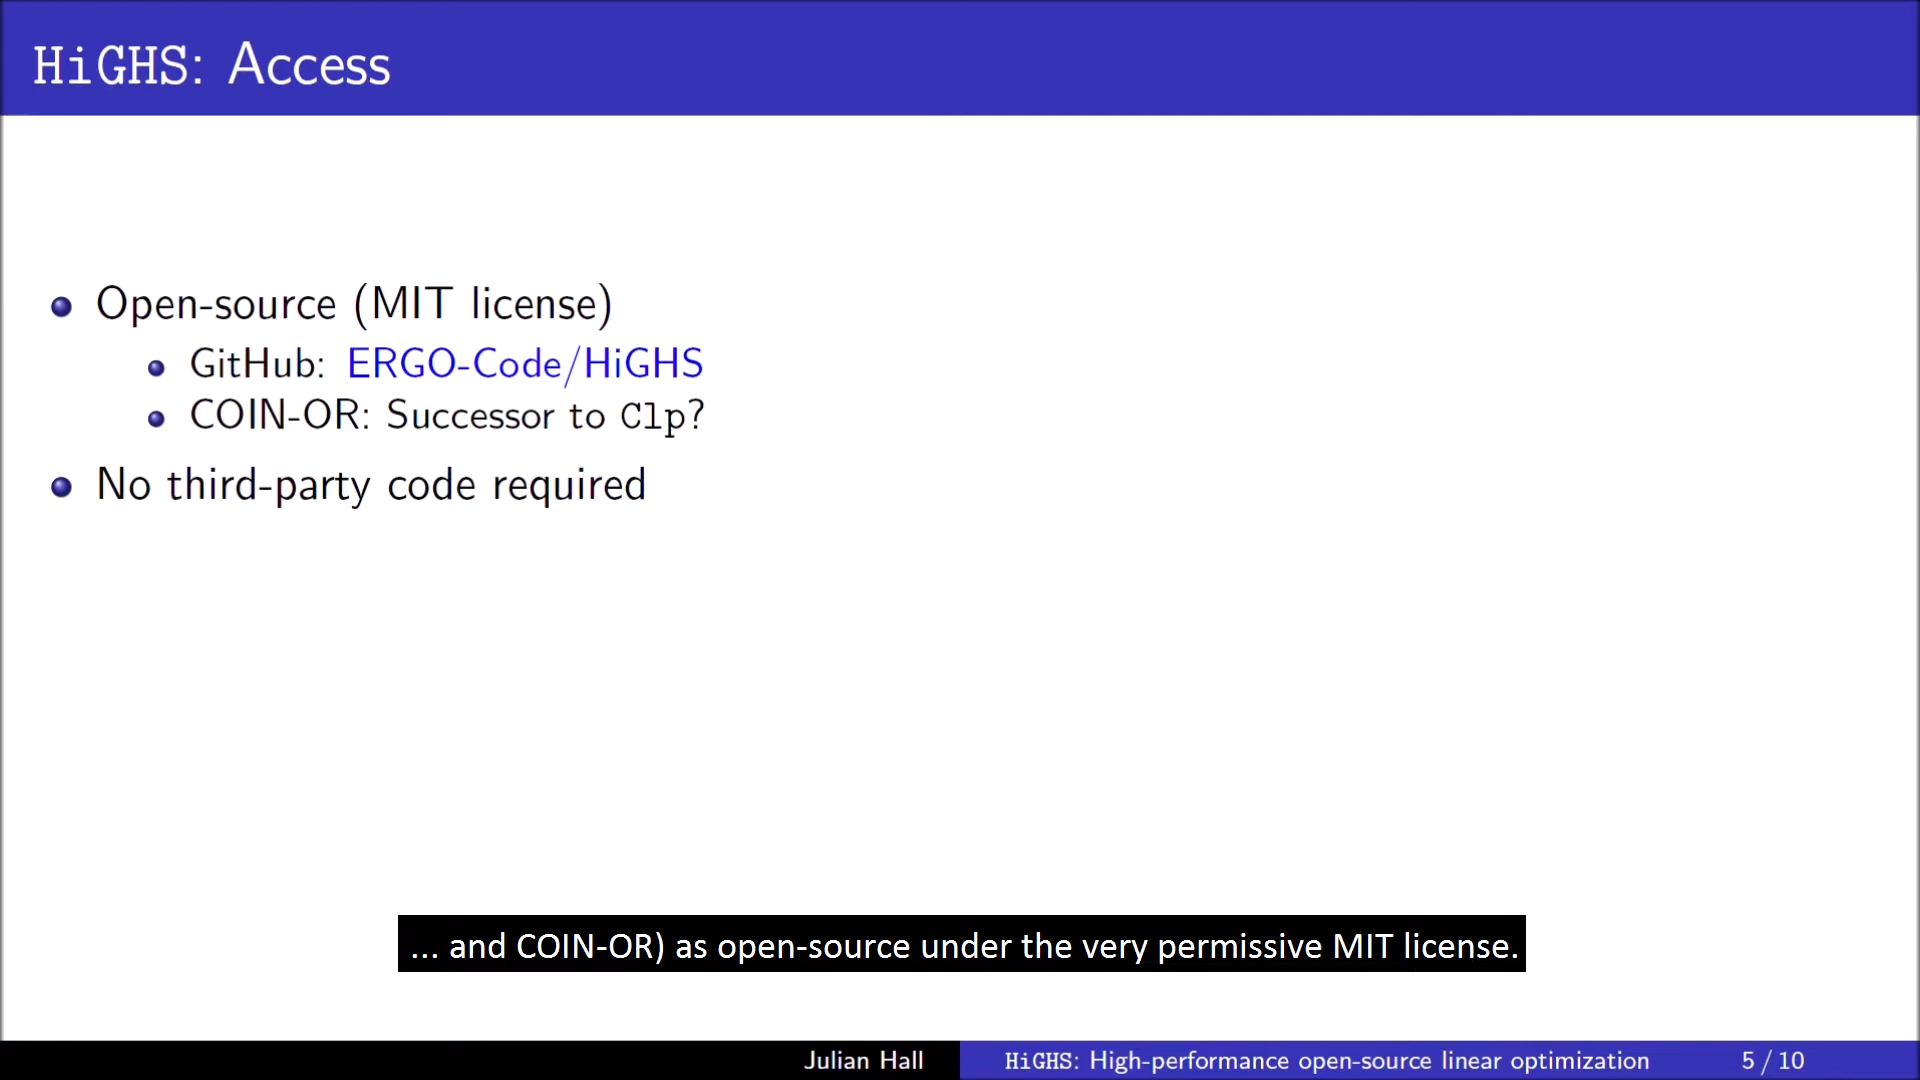 HiGHS: Access
Open-source (MIT license)
GitHub: ERGO-Code/HiGHS
COIN-OR: Successor to Clp?
No third-party code required
... and COIN-OR) as open-source under the very permissive MIT license.
Julian Hall
HiGHS: High-performance open-source linear optimization
5 / 10